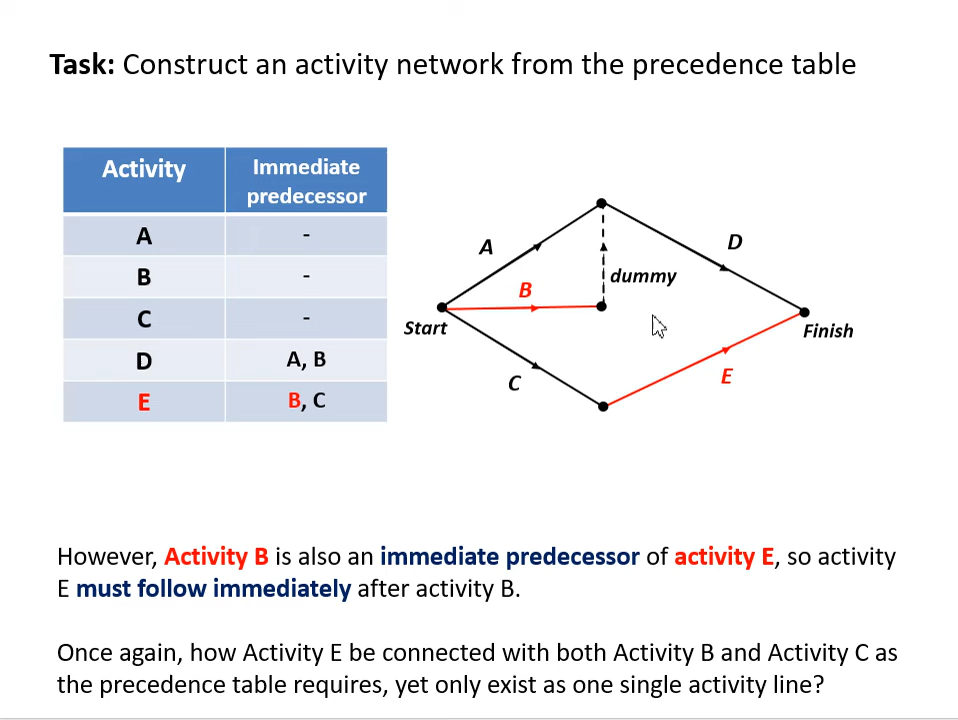 Task: Construct an activity network from the precedence table
Activity
Immediate
predecessor
A
-
B
-
C
-
D
A, B
E
B, C
A
B
C
D
E
dummy
Start
Finish
However, Activity B is also an immediate predecessor of activity E, so activity
E must follow immediately after activity B.
Once again, how Activity E be connected with both Activity B and Activity C as
the precedence table requires, yet only exist as one single activity line?